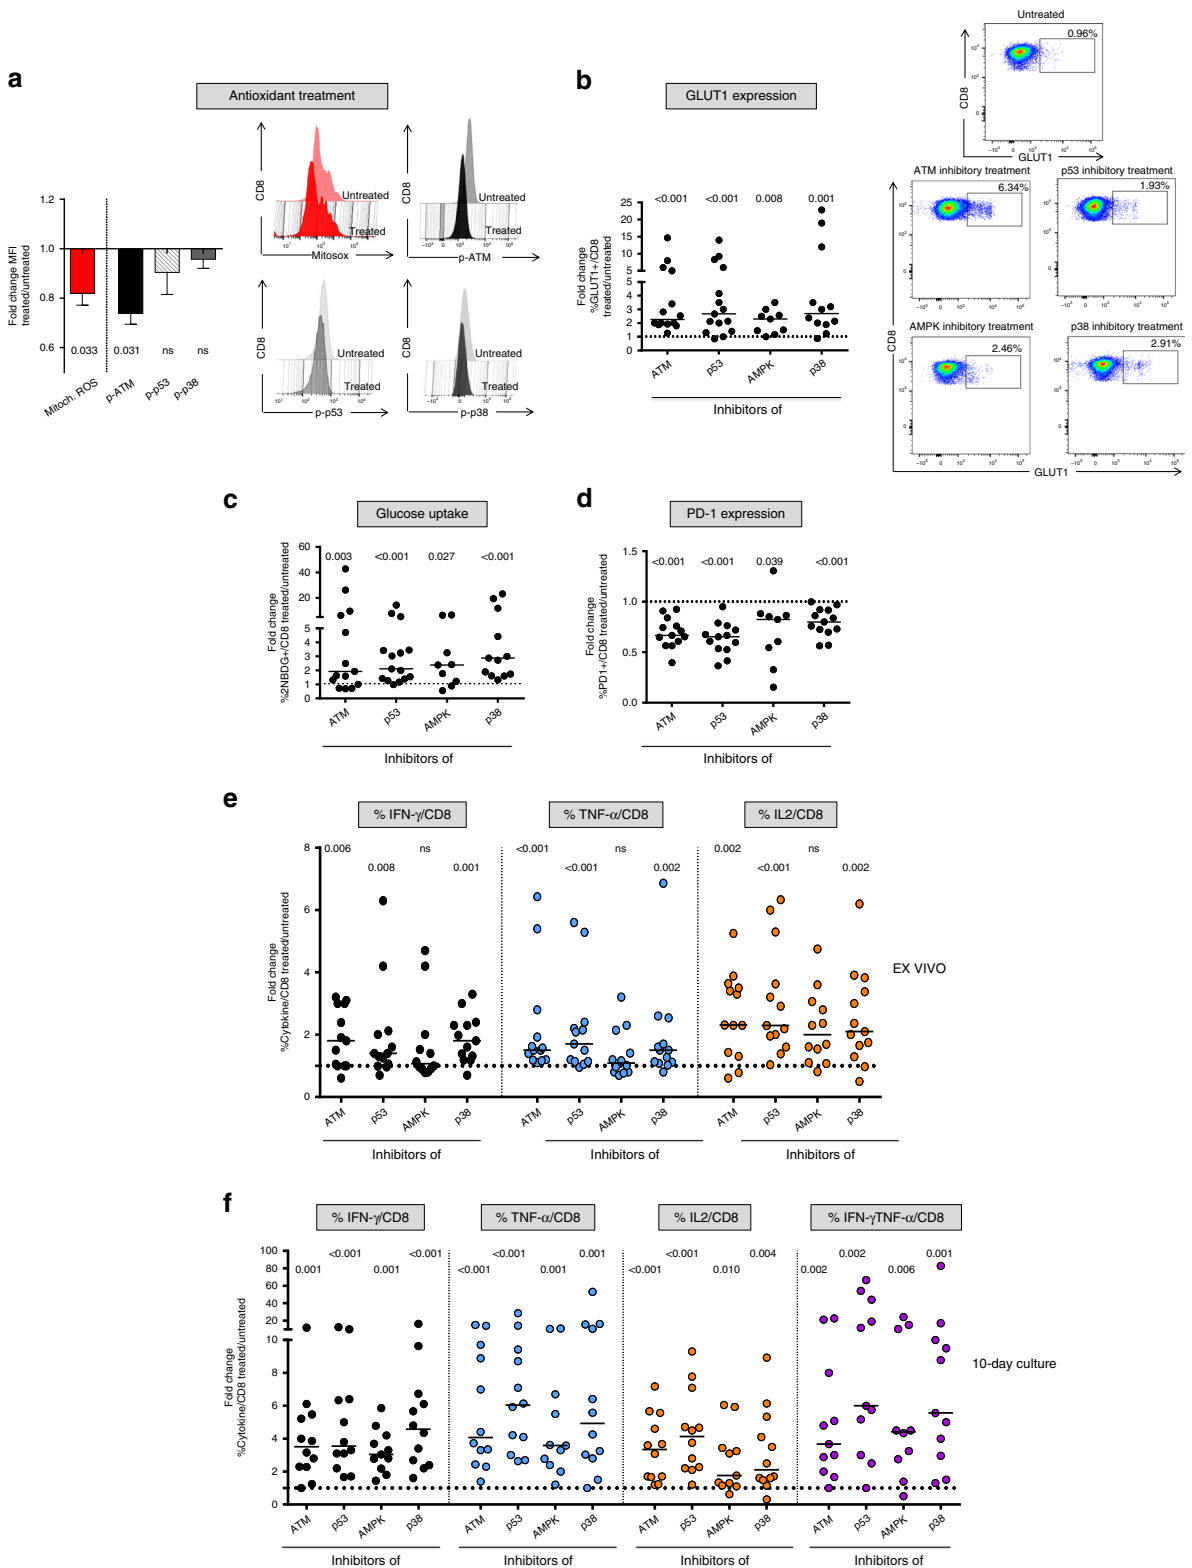 a
Antioxidant treatment
Fold change MFI
treated/untreated
1.2
1.0
0.8
0.6
0.033
0.031
ns
ns
Mitoch. ROS
p-ATM
p-p53
p-p38
CD8
Untreated
Treated
Mitosox
CD8
Untreated
Treated
p-ATM
CD8
Untreated
Treated
p-p53
CD8
Untreated
Treated
p-p38
b
GLUT1 expression
Fold change
%GLUT1+/CD8
treated/untreated
25
20
15
10
5
5
4
3
2
1
0
<0.001
<0.001
0.008
0.001
ATM
p53
AMPK
p38
Inhibitors of
Untreated
0.96%
CD8
GLUT1
ATM inhibitory treatment
6.34%
p53 inhibitory treatment
1.93%
AMPK inhibitory treatment
2.46%
p38 inhibitory treatment
2.91%
CD8
GLUT1
c
Glucose uptake
Fold change
%2NBDG+/CD8 treated/untreated
60
40
20
5
4
3
2
1
0
0.003
<0.001
0.027
<0.001
ATM
p53
AMPK
p38
Inhibitors of
d
PD-1 expression
Fold change
%PD1+/CD8 treated/untreated
1.5
1.0
0.5
0.0
<0.001
<0.001
0.039
<0.001
ATM
p53
AMPK
p38
Inhibitors of
e
% IFN-γ/CD8
% TNF-α/CD8
% IL2/CD8
Fold change
%Cytokine/CD8 treated/untreated
8
6
4
2
0
0.006
0.008
ns
0.001
<0.001
<0.001
ns
0.002
0.002
<0.001
ns
0.002
EX VIVO
ATM
p53
AMPK
p38
ATM
p53
AMPK
p38
ATM
p53
AMPK
p38
Inhibitors of
Inhibitors of
Inhibitors of
f
% IFN-γ/CD8
% TNF-α/CD8
% IL2/CD8
% IFN-γTNF-α/CD8
Fold change
%Cytokine/CD8 treated/untreated
100
80
60
40
20
10
8
6
4
2
0
0.001
<0.001
0.001
<0.001
<0.001
<0.001
0.001
0.001
<0.001
<0.001
0.010
0.004
0.002
0.002
0.006
0.001
10-day culture
ATM
p53
AMPK
p38
ATM
p53
AMPK
p38
ATM
p53
AMPK
p38
ATM
p53
AMPK
p38
Inhibitors of
Inhibitors of
Inhibitors of
Inhibitors of